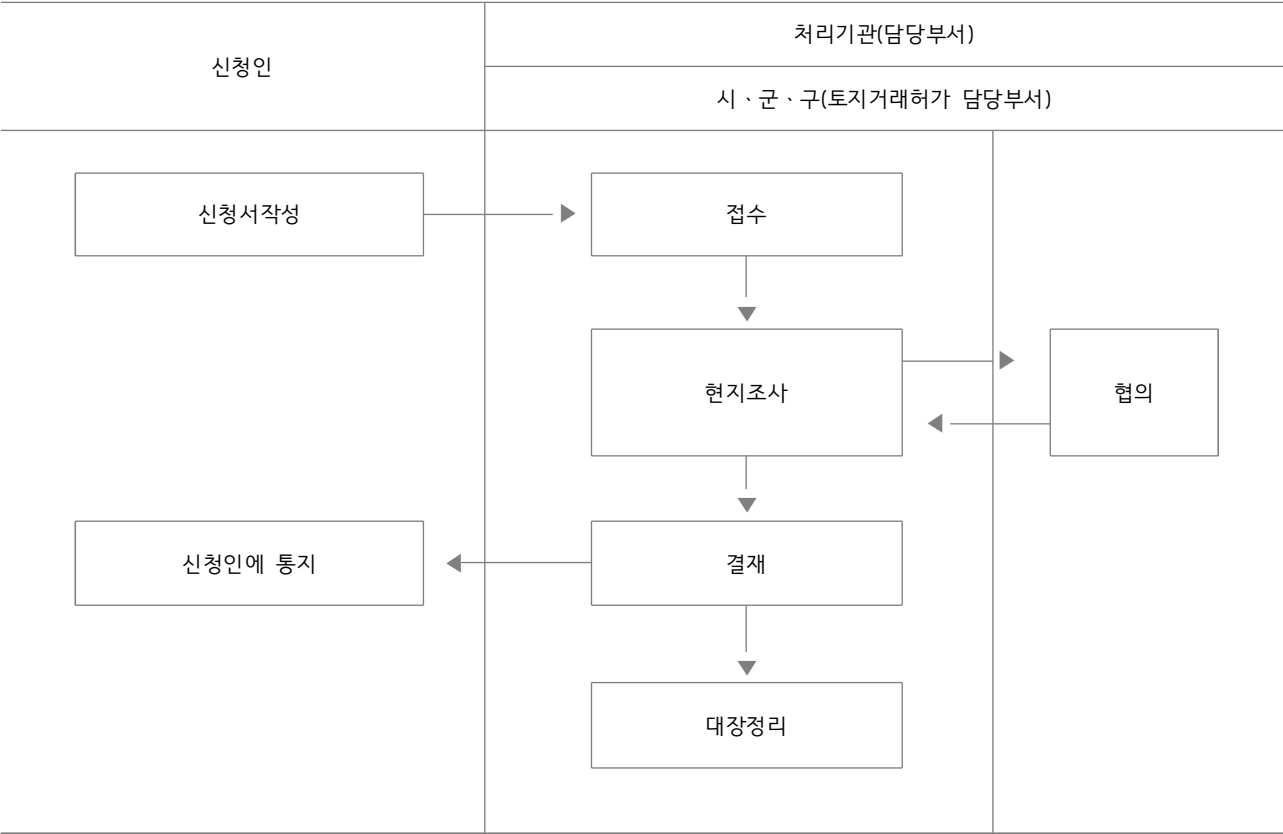 신청인
처리기관(담당부서)
시ㆍ군ㆍ구(토지거래허가 담당부서)
신청서작성
접수
현지조사
협의
신청인에 통지
결재
대장정리